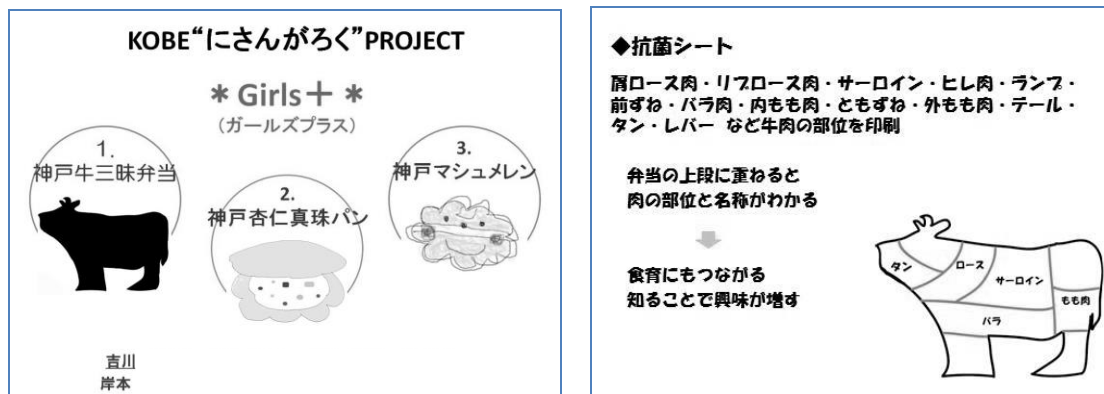 KOBE“にさんがろく”PROJECT
＊Girls＋＊
（ガールズプラス）
1.
神戸牛三昧弁当
2.
神戸杏仁真珠パン
3.
神戸マシュメレン
吉川
岸本
◆抗菌シート
肩ロース肉・リブロース肉・サーロイン・ヒレ肉・ランプ・
前ずね・バラ肉・内もも肉・ともずね・外もも肉・テール・
タン・レバー など牛肉の部位を印刷
弁当の上段に重ねると
肉の部位と名称がわかる
食育にもつながる
知ることで興味が増す
タン
ロース
サーロイン
もも肉
バラ